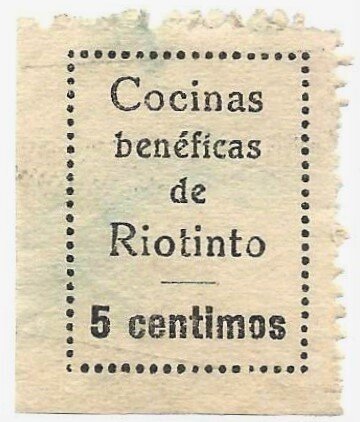 Cocinas
benéficas
de
Riotinto
5 centimos